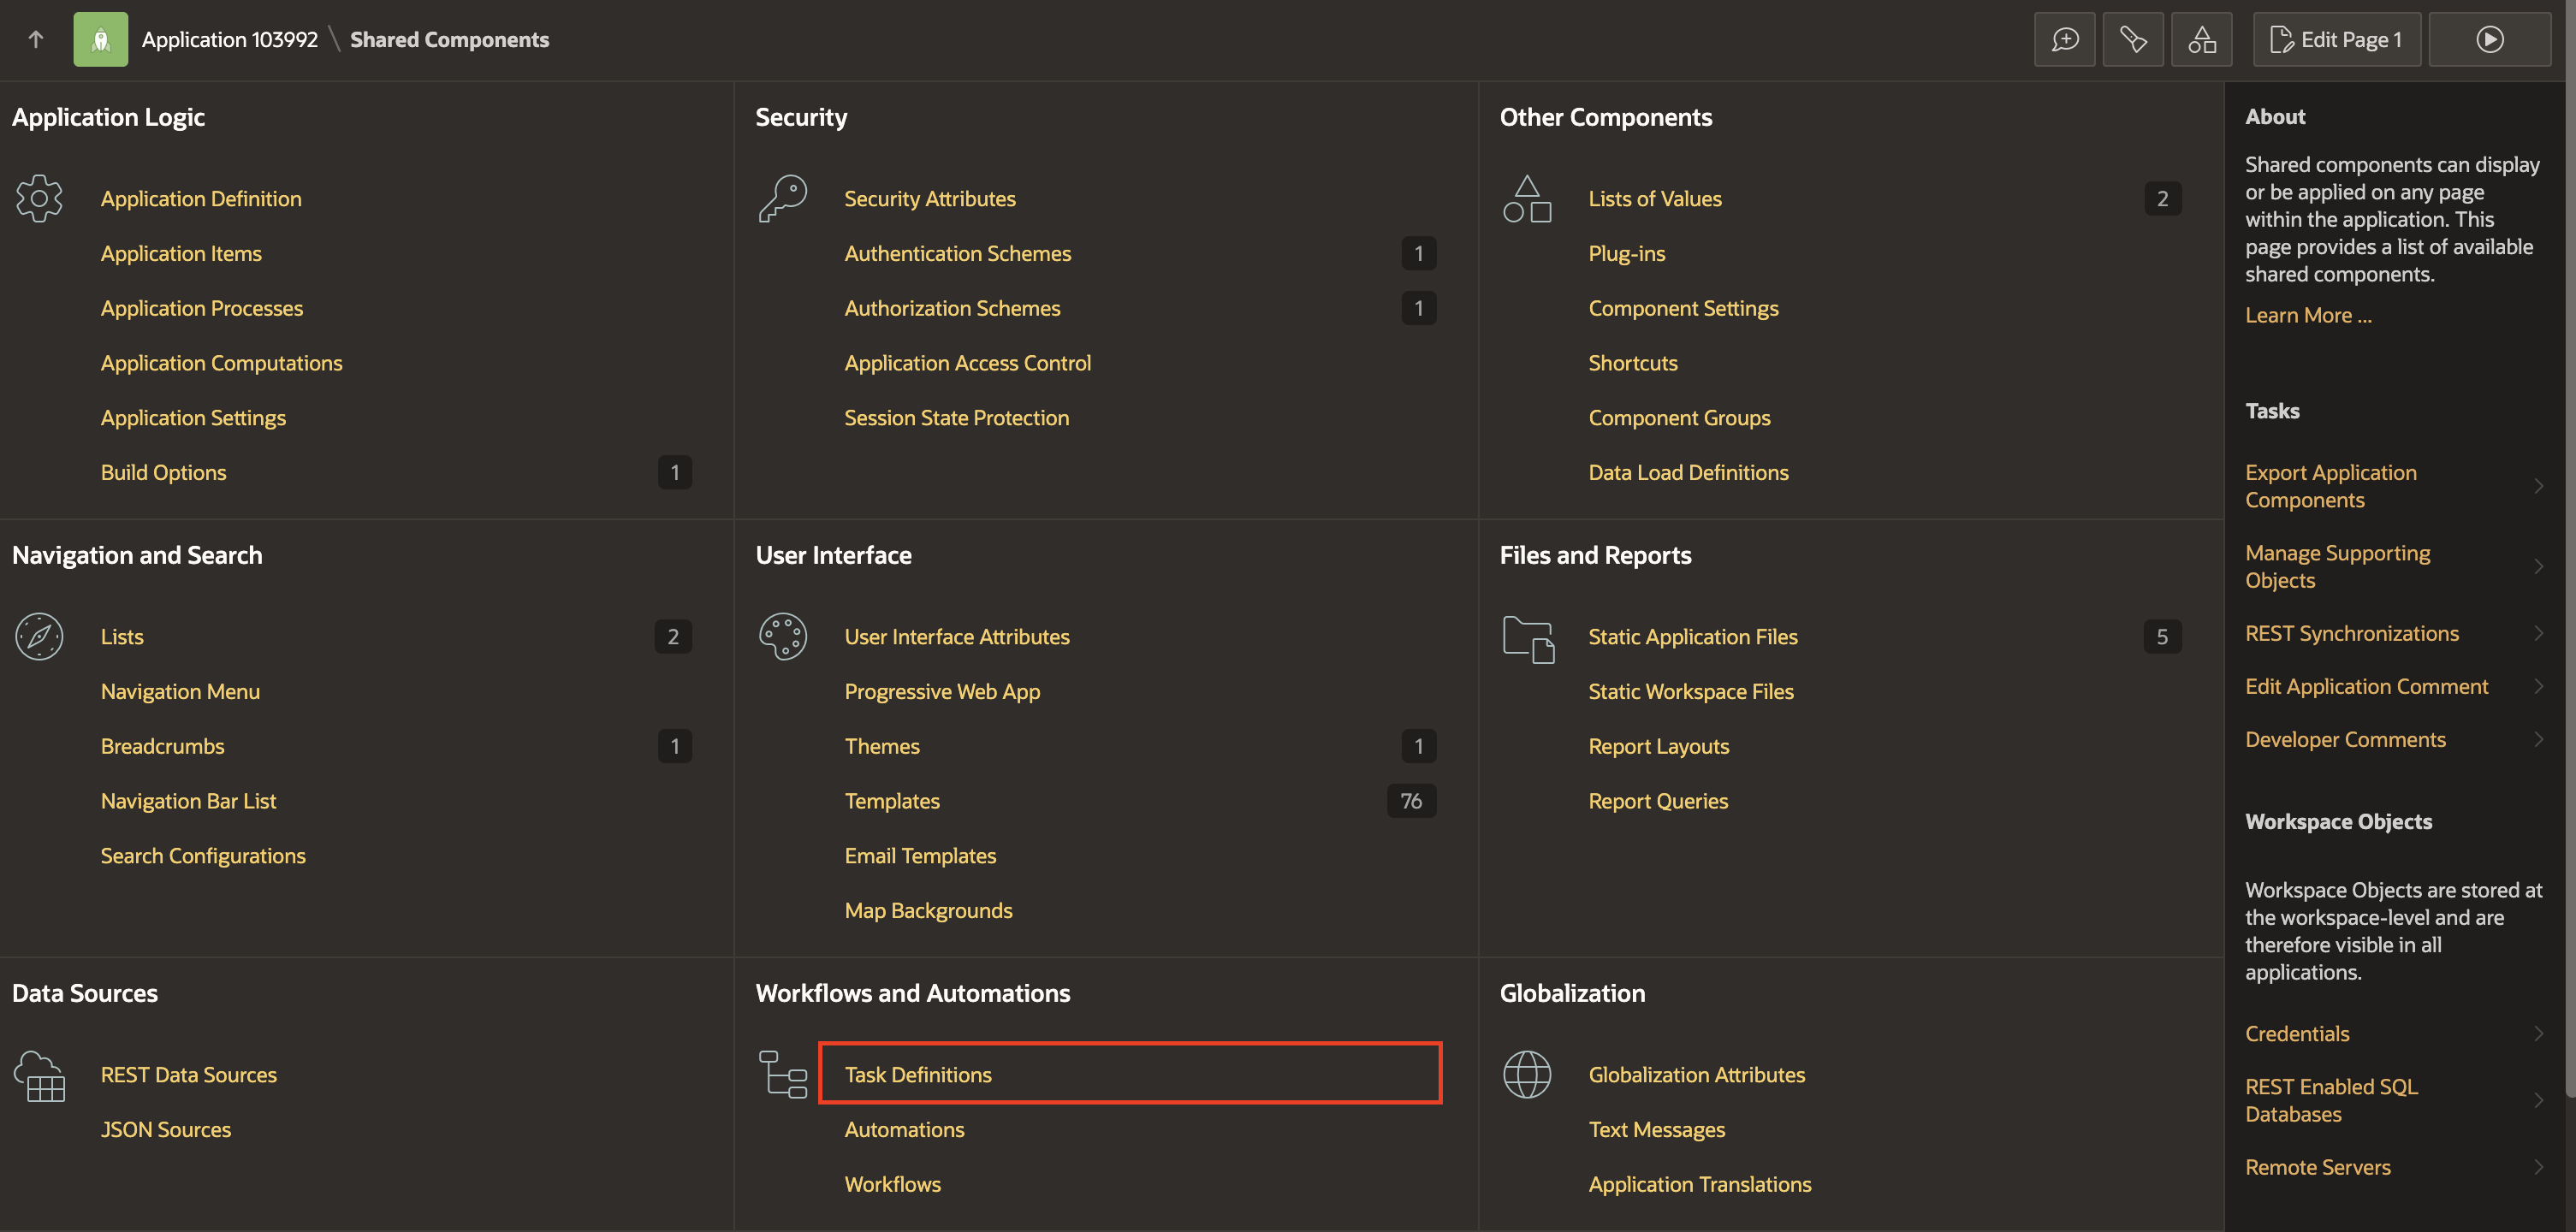 Application 103992 \ Shared Components
Edit Page 1
Application Logic
Application Definition
Application Items
Application Processes
Application Computations
Application Settings
Build Options 1
Security
Security Attributes
Authentication Schemes 1
Authorization Schemes 1
Application Access Control
Session State Protection
Other Components
Lists of Values 2
Plug-ins
Component Settings
Shortcuts
Component Groups
Data Load Definitions
Navigation and Search
Lists 2
Navigation Menu
Breadcrumbs 1
Navigation Bar List
Search Configurations
User Interface
User Interface Attributes
Progressive Web App
Themes 1
Templates 76
Email Templates
Map Backgrounds
Files and Reports
Static Application Files 5
Static Workspace Files
Report Layouts
Report Queries
Data Sources
REST Data Sources
JSON Sources
Workflows and Automations
Task Definitions
Automations
Workflows
Globalization
Globalization Attributes
Text Messages
Application Translations
About
Shared components can display
or be applied on any page
within the application. This
page provides a list of available
shared components.
Learn More ...
Tasks
Export Application
Components
Manage Supporting
Objects
REST Synchronizations
Edit Application Comment
Developer Comments
Workspace Objects
Workspace Objects are stored at
the workspace-level and are
therefore visible in all
applications.
Credentials
REST Enabled SQL
Databases
Remote Servers